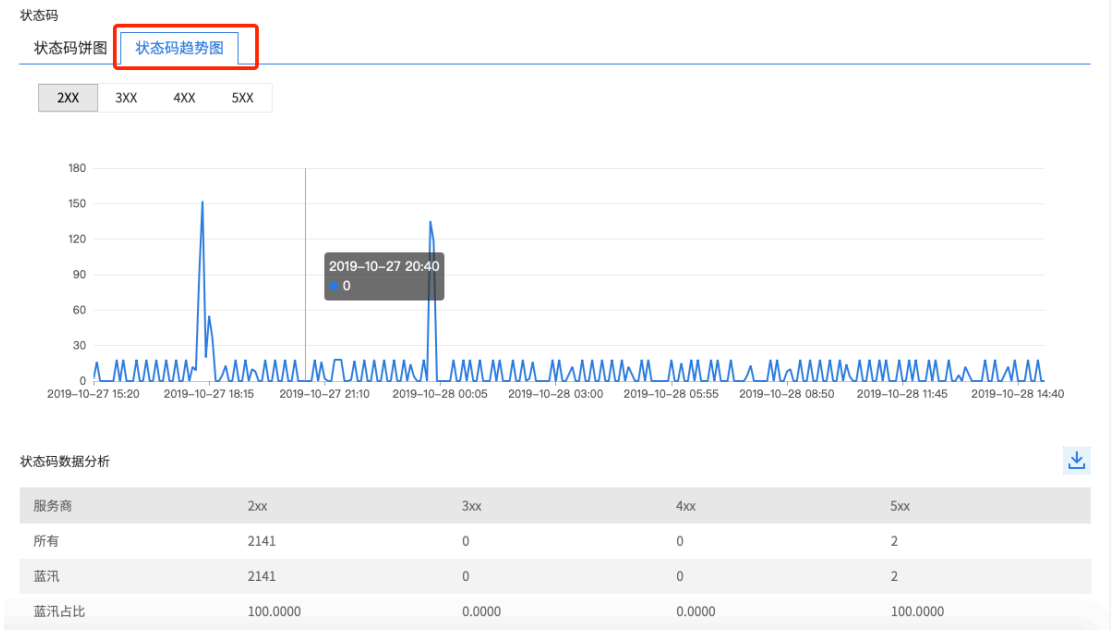 状态码
状态码饼图 状态码趋势图
2XX 3XX 4XX 5XX
180
150
120
90
60
30
0
2019-10-27 20:40
0
2019-10-27 15:20 2019-10-27 18:15 2019-10-27 21:10 2019-10-28 00:05 2019-10-28 03:00 2019-10-28 05:55 2019-10-28 08:50 2019-10-28 11:45 2019-10-28 14:40
状态码数据分析
服务商 2xx 3xx 4xx 5xx
所有 2141 0 0 2
蓝汛 2141 0 0 2
蓝汛占比 100.0000 0.0000 0.0000 100.0000